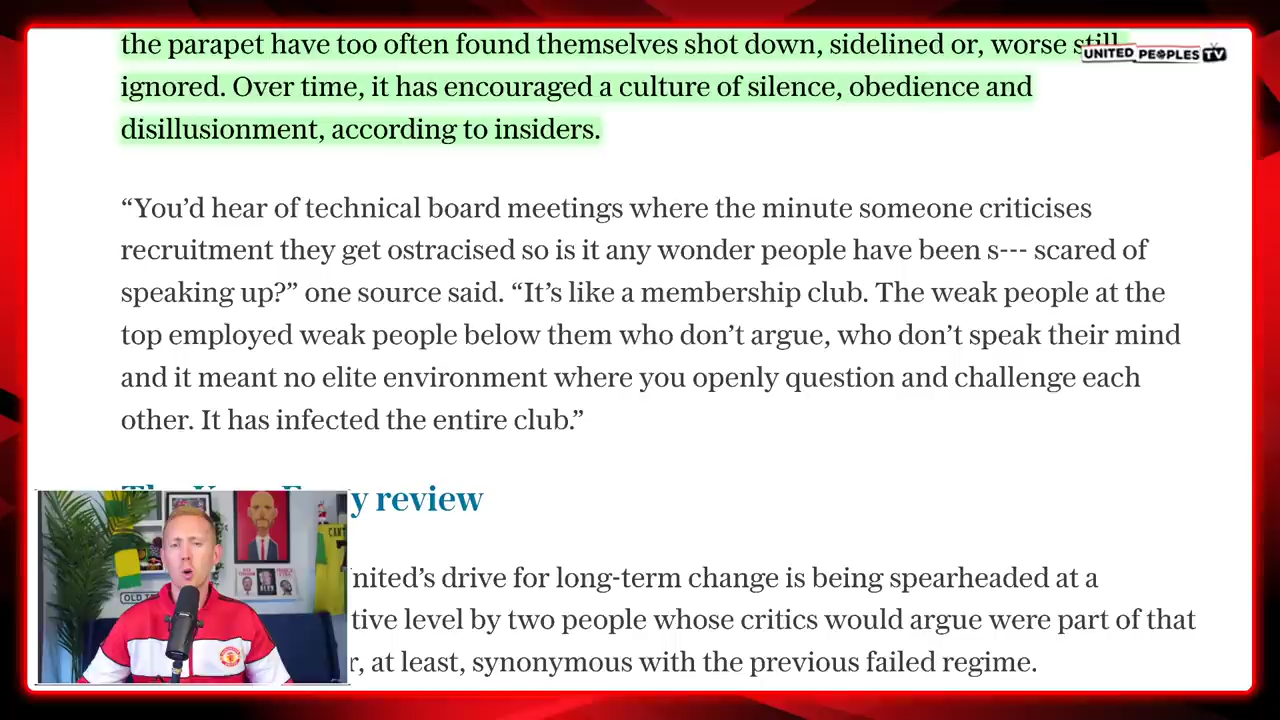 the parapet have too often found themselves shot down, sidelined or, worse still,
UNITED PEOPLES TV
ignored. Over time, it has encouraged a culture of silence, obedience and
disillusionment, according to insiders.
“You’d hear of technical board meetings where the minute someone criticises
recruitment they get ostracised so is it any wonder people have been s--- scared of
speaking up?” one source said. “It’s like a membership club. The weak people at the
top employed weak people below them who don’t argue, who don’t speak their mind
and it meant no elite environment where you openly question and challenge each
other. It has infected the entire club.”
review
nited’s drive for long-term change is being spearheaded at a
tive level by two people whose critics would argue were part of that
r, at least, synonymous with the previous failed regime.